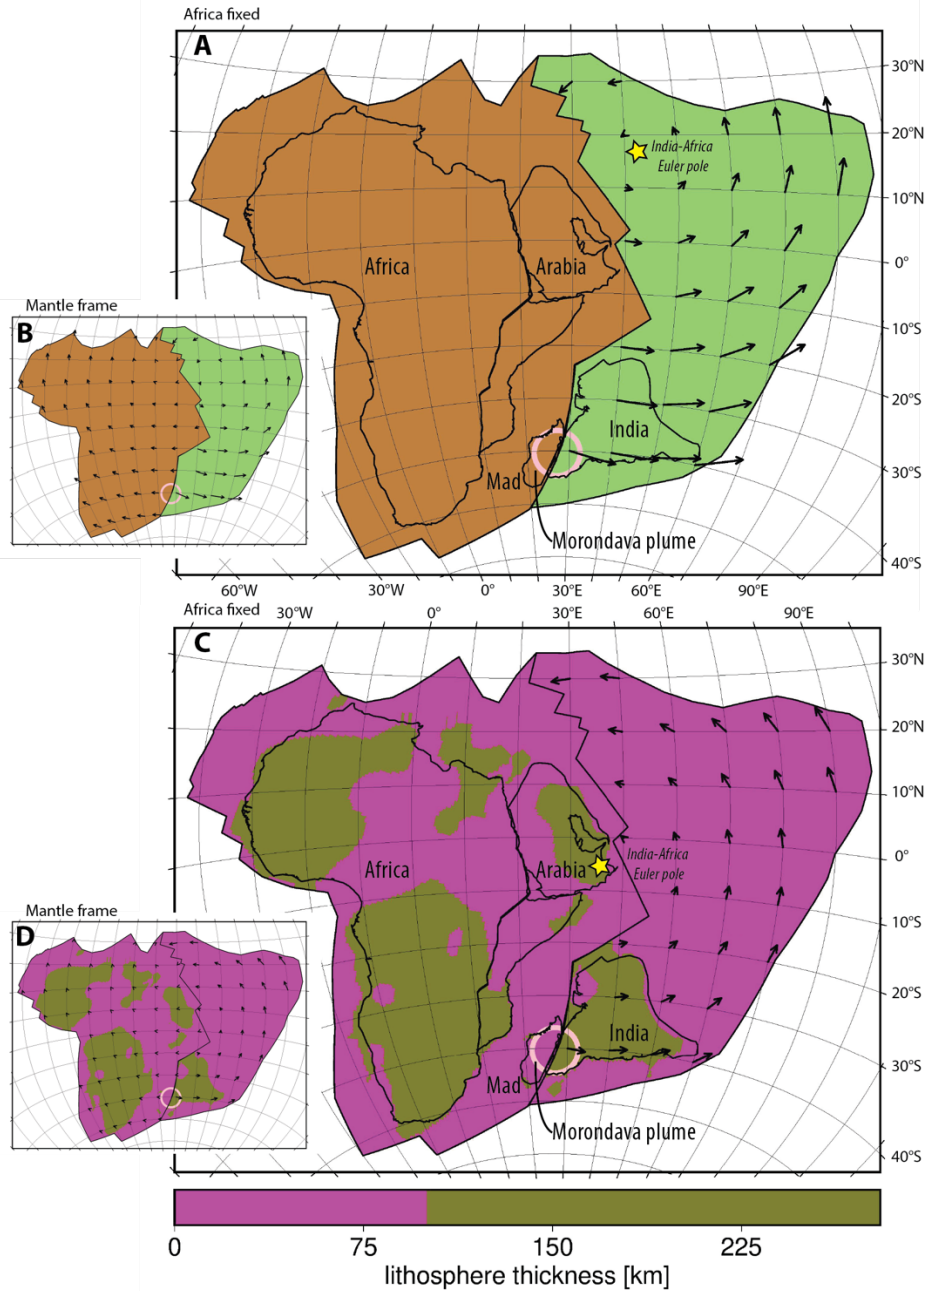 Africa fixed
A
30°N
20°N
India-Africa
Euler pole
10°N
0°
Africa
Arabia
Mantle frame
B
10°S
20°S
India
30°S
Mad
Morondava plume
40°S
60°W
30°W
0°
30°E
60°E
90°E
Africa fixed
30°W
0°
30°E
60°E
90°E
C
30°N
20°N
10°N
0°
India-Africa
Euler pole
Africa
Arabia
Mantle frame
D
10°S
20°S
India
30°S
Mad
Morondava plume
40°S
0
75
150
225
lithosphere thickness [km]